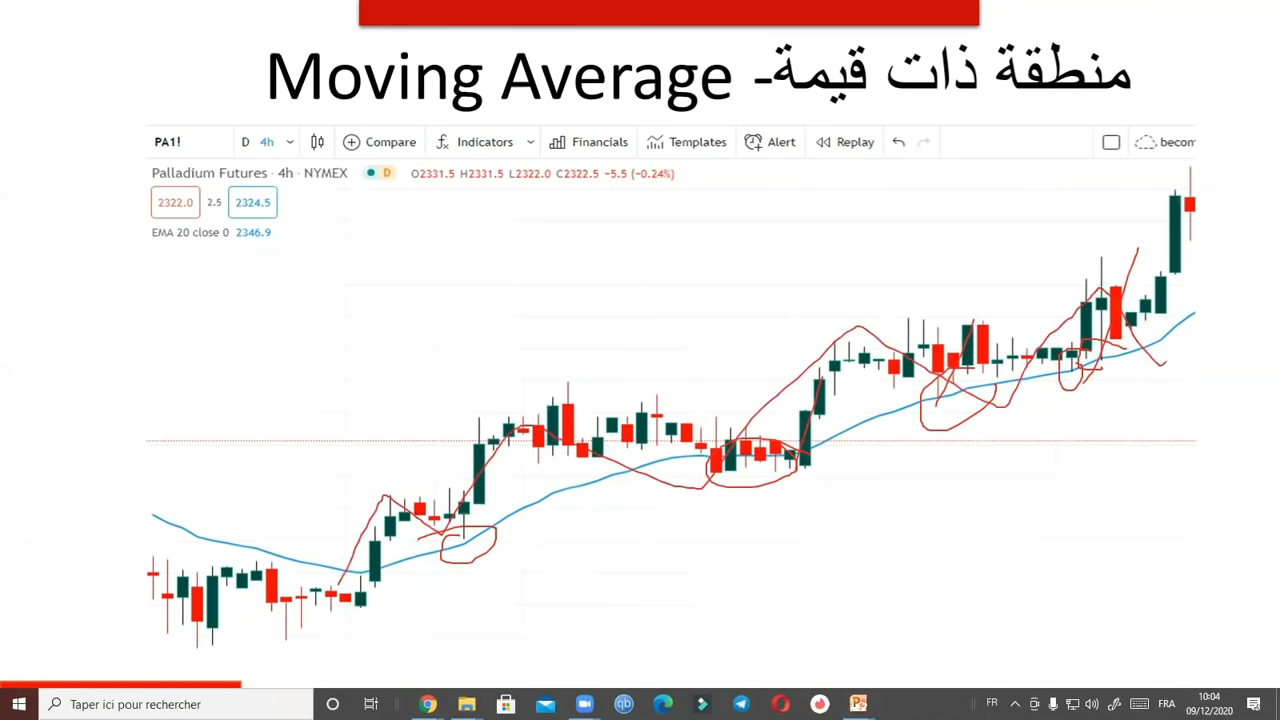 Moving Average -منطقة ذات قيمة
PA1! D 4h Compare Indicators Financials Templates Alert Replay becom
Palladium Futures · 4h · NYMEX D O2331.5 H2331.5 L2322.0 C2322.5 −5.5 (−0.24%)
2322.0 2.5 2324.5
EMA 20 close 0 2346.9
Taper ici pour rechercher
FR FRA
10:04
09/12/2020